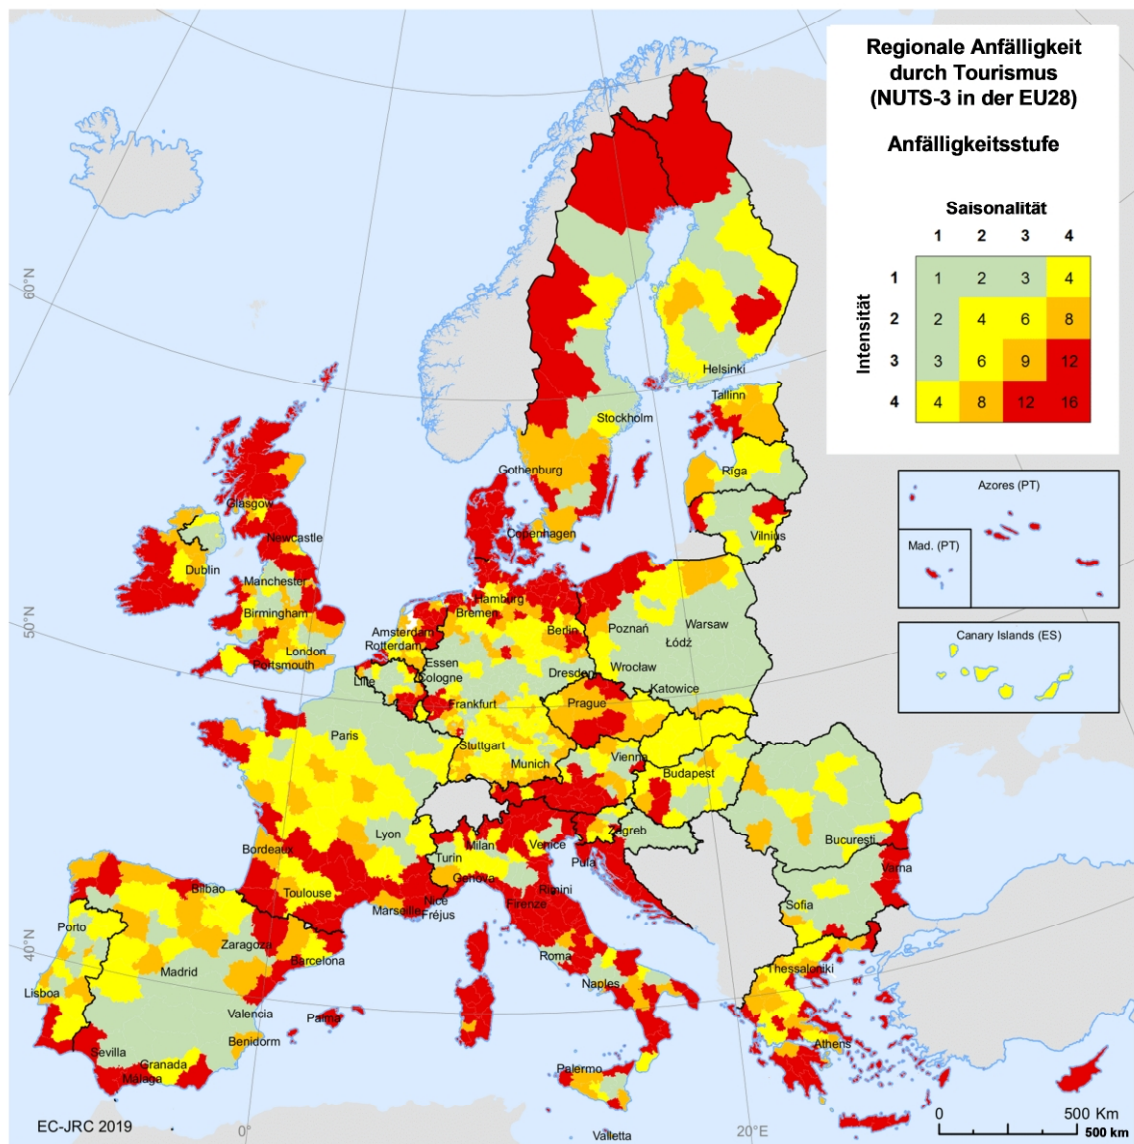 Regionale Anfälligkeit
durch Tourismus
(NUTS-3 in der EU28)
Anfälligkeitsstufe
Saisonalität
1 2 3 4
Intensität
1 1 2 3 4
2 2 4 6 8
3 3 6 9 12
4 4 8 12 16
60°N
50°N
40°N
0°
20°E
Helsinki
Tallinn
Stockholm
Gothenburg
Rīga
Glasgow
Copenhagen
Vilnius
Newcastle
Dublin
Manchester
Hamburg
Birmingham
Bremen
Amsterdam
Berlin
Poznań
Warsaw
Rotterdam
Łódź
London
Portsmouth
Essen
Wrocław
Lille
Cologne
Dresden
Katowice
Frankfurt
Prague
Paris
Stuttgart
Munich
Vienna
Budapest
Lyon
Zagreb
Bucureşti
Bordeaux
Milan
Venice
Turin
Pula
Varna
Genova
Bilbao
Toulouse
Rimini
Nice
Firenze
Marseille
Fréjus
Sofia
Porto
Zaragoza
Roma
Barcelona
Thessaloniki
Madrid
Naples
Lisboa
Valencia
Palma
Benidorm
Athens
Sevilla
Granada
Palermo
Málaga
Valletta
Azores (PT)
Mad. (PT)
Canary Islands (ES)
EC-JRC 2019
0 500 Km
500 km